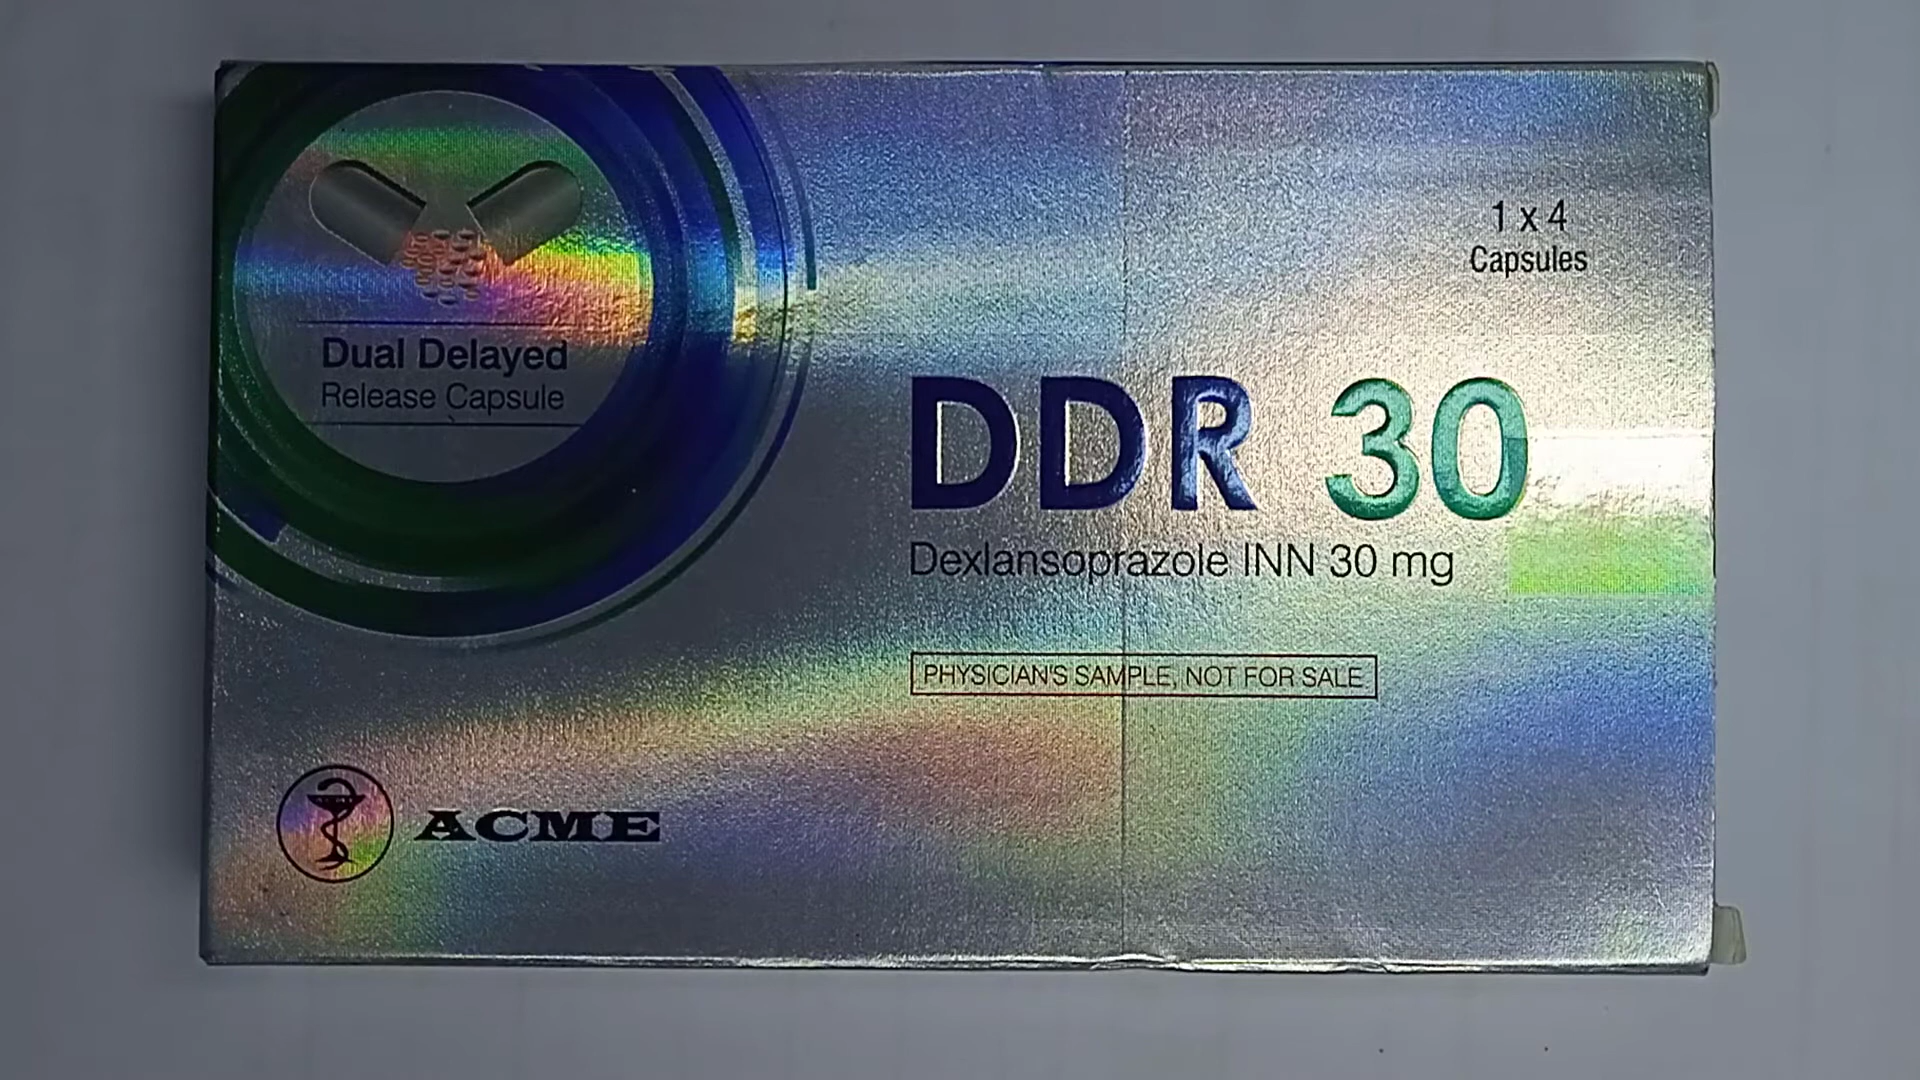 1 x 4
Capsules
Dual Delayed
Release Capsule
DDR 30
Dexlansoprazole INN 30 mg
PHYSICIAN'S SAMPLE, NOT FOR SALE
ACME